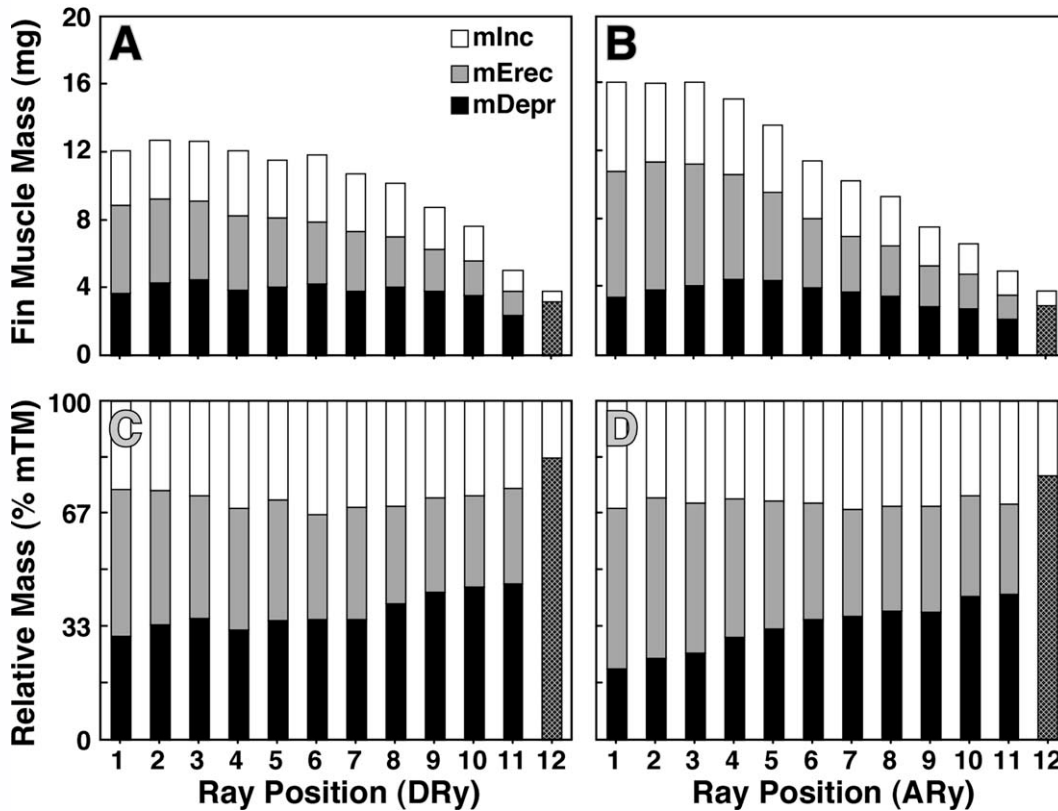 A
B
mInc
mErec
mDepr
Fin Muscle Mass (mg)
20
16
12
8
4
0
C
D
Relative Mass (% mTM)
100
67
33
0
1 2 3 4 5 6 7 8 9 10 11 12
1 2 3 4 5 6 7 8 9 10 11 12
Ray Position (DRy)
Ray Position (ARy)